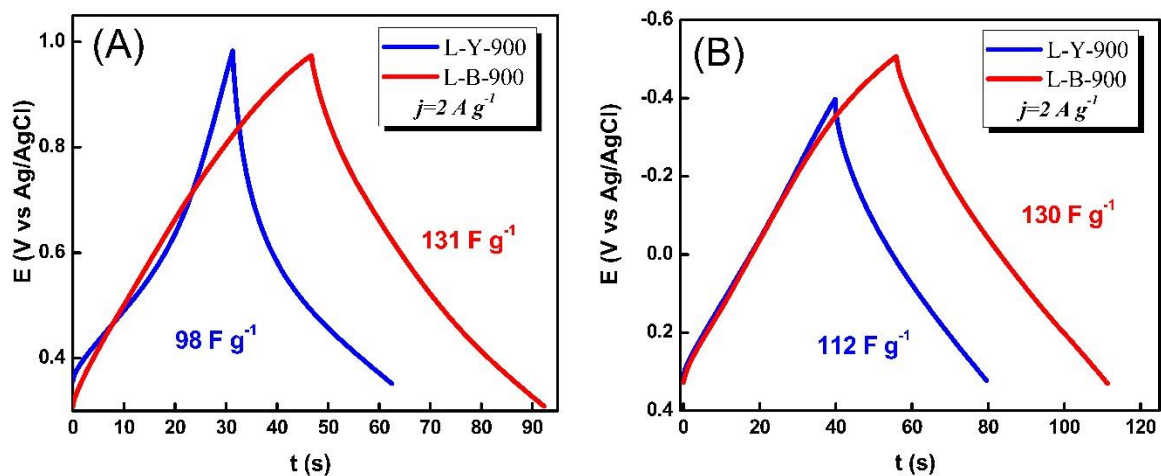 (A)
L-Y-900
L-B-900
j=2 A g⁻¹
131 F g⁻¹
98 F g⁻¹
E (V vs Ag/AgCl)
1.0
0.8
0.6
0.4
0 10 20 30 40 50 60 70 80 90
t (s)
(B)
L-Y-900
L-B-900
j=2 A g⁻¹
130 F g⁻¹
112 F g⁻¹
E (V vs Ag/AgCl)
-0.6
-0.4
-0.2
0.0
0.2
0.4
0 20 40 60 80 100 120
t (s)